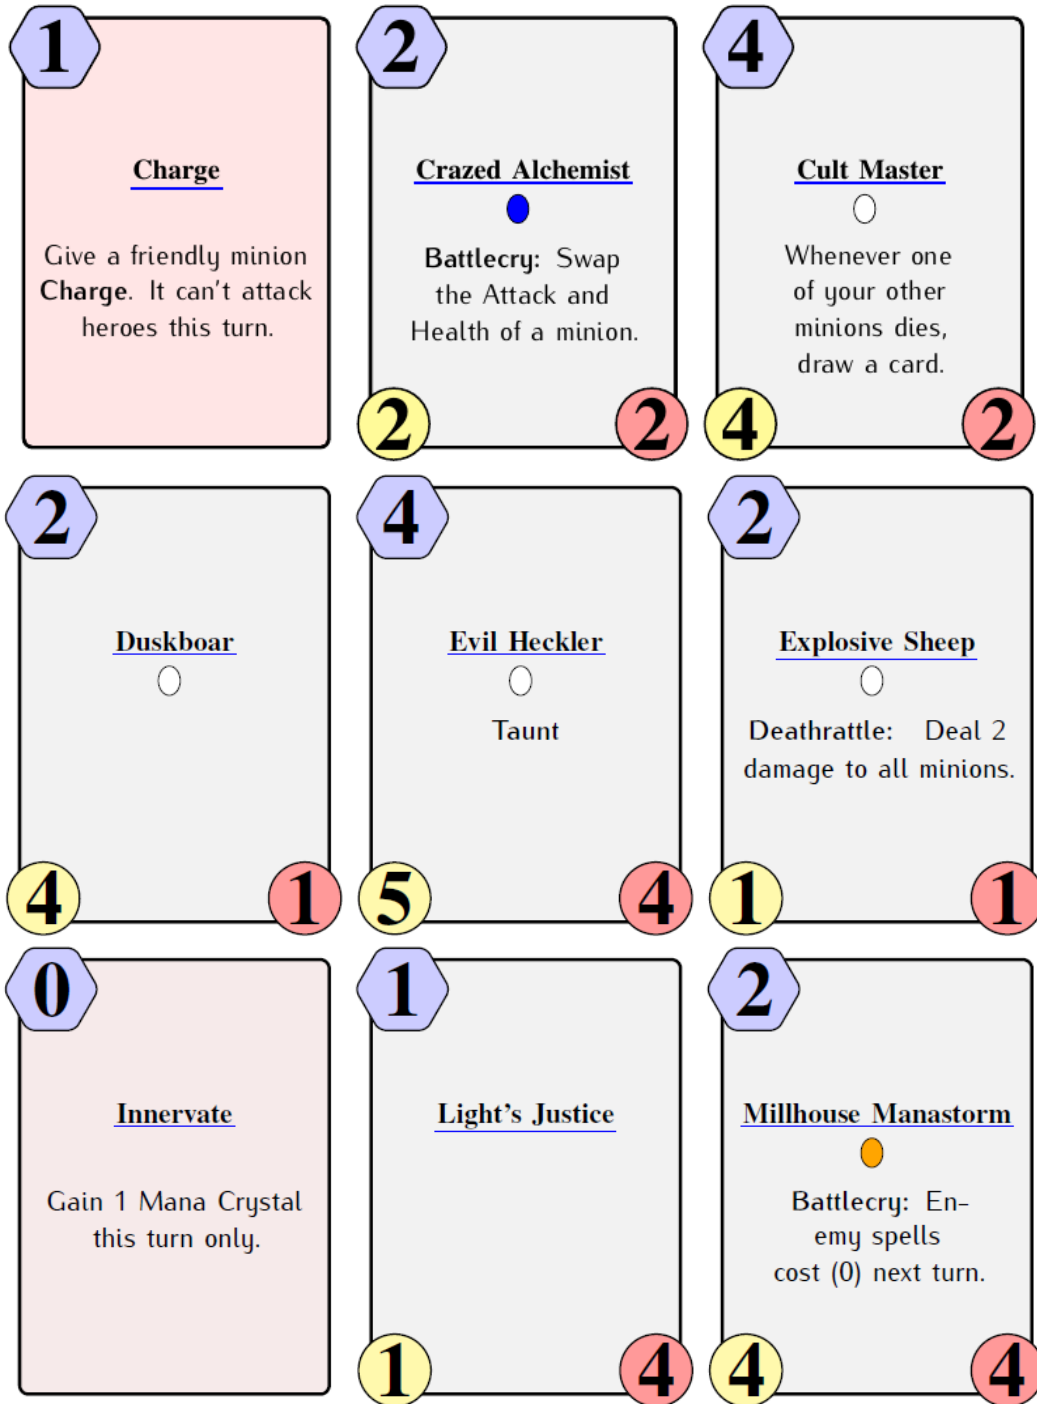 1
Charge
Give a friendly minion
Charge. It can't attack
heroes this turn.
2
Crazed Alchemist
Battlecry: Swap
the Attack and
Health of a minion.
2
2
4
Cult Master
Whenever one
of your other
minions dies,
draw a card.
4
2
2
Duskboar
4
1
4
Evil Heckler
Taunt
5
4
2
Explosive Sheep
Deathrattle: Deal 2
damage to all minions.
1
1
0
Innervate
Gain 1 Mana Crystal
this turn only.
1
Light's Justice
1
4
2
Millhouse Manastorm
Battlecry: En-
emy spells
cost (0) next turn.
4
4